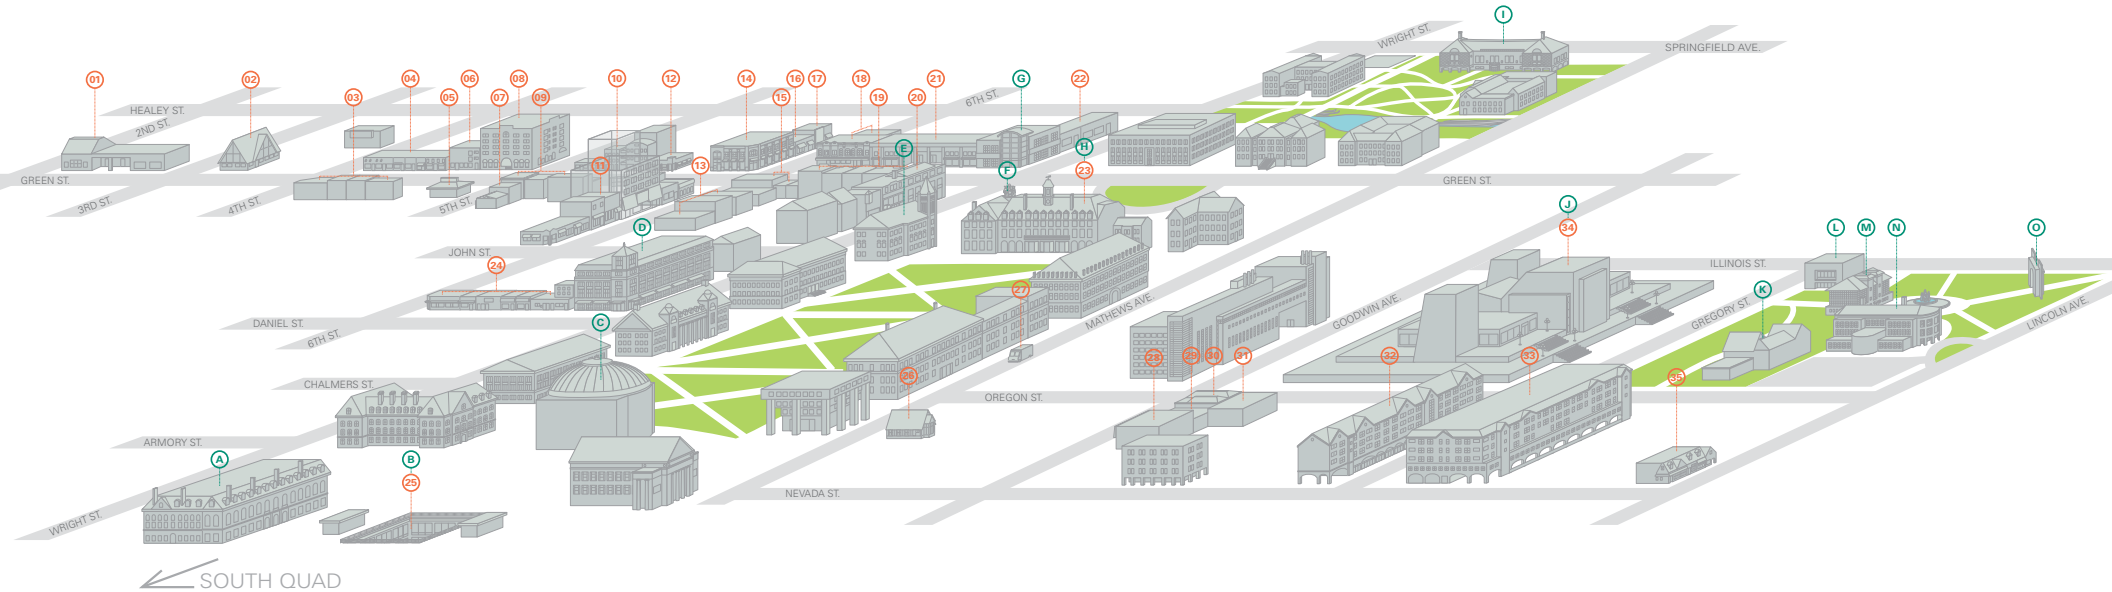 I
WRIGHT ST.
SPRINGFIELD AVE.
01
02
03
04
05
06
07
08
09
10
12
14
15
16
17
18
19
20
21
G
22
6TH ST.
HEALEY ST.
2ND ST.
E
H
F
23
11
13
GREEN ST.
3RD ST.
4TH ST.
5TH ST.
GREEN ST.
J
34
D
L
M
N
O
JOHN ST.
24
ILLINOIS ST.
K
27
MATHEWS AVE.
GOODWIN AVE.
GREGORY ST.
LINCOLN AVE.
C
DANIEL ST.
6TH ST.
28
29
30
31
32
33
26
35
CHALMERS ST.
OREGON ST.
ARMORY ST.
A
B
25
NEVADA ST.
WRIGHT ST.
SOUTH QUAD